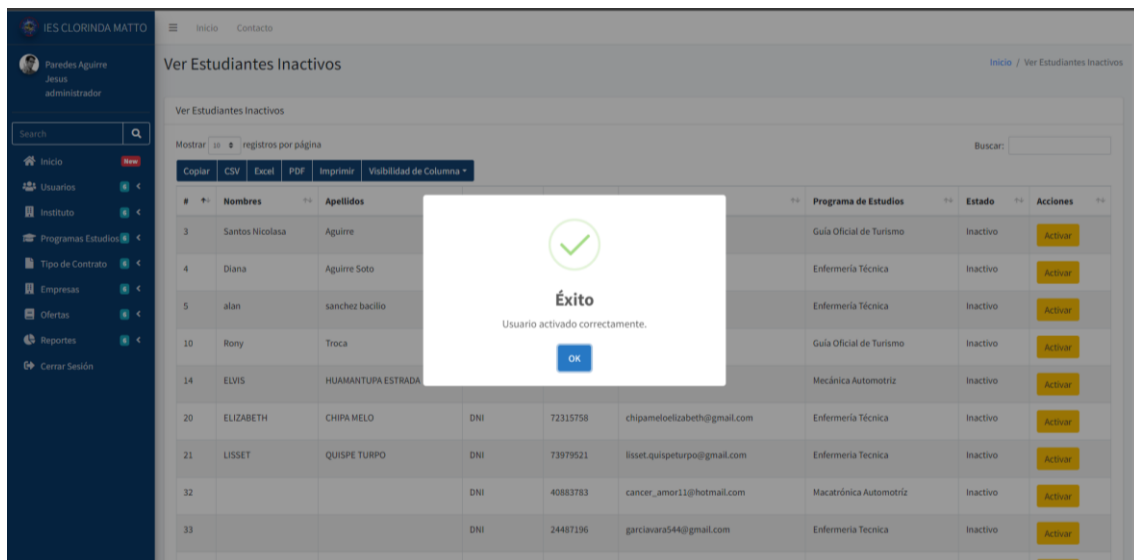 IES CLORINDA MATTO
Inicio Contacto
Paredes Aguirre
Jesus
administrador
Ver Estudiantes Inactivos
Inicio / Ver Estudiantes Inactivos
Search
Inicio New
Usuarios
Instituto
Programas Estudios
Tipo de Contrato
Empresas
Ofertas
Reportes
Cerrar Sesión
Ver Estudiantes Inactivos
Mostrar 10 registros por página
Buscar:
Copiar CSV Excel PDF Imprimir Visibilidad de Columna
# Nombres Apellidos Programa de Estudios Estado Acciones
3 Santos Nicolasa Aguirre Guía Oficial de Turismo Inactivo Activar
4 Diana Aguirre Soto Enfermería Técnica Inactivo Activar
5 alan sanchez bacilio Enfermería Técnica Inactivo Activar
10 Rony Troca Guía Oficial de Turismo Inactivo Activar
14 ELVIS HUAMANTUPA ESTRADA Mecánica Automotriz Inactivo Activar
20 ELIZABETH CHIPA MELO DNI 72315758 chipameloelizabeth@gmail.com Enfermería Técnica Inactivo Activar
21 LISSET QUISPE TURPO DNI 73979521 lisset.quispeturpo@gmail.com Enfermeria Tecnica Inactivo Activar
32 DNI 40883783 cancer_amor11@hotmail.com Macatrónica Automotríz Inactivo Activar
33 DNI 24487196 garciavara544@gmail.com Enfermeria Tecnica Inactivo Activar
Éxito
Usuario activado correctamente.
OK